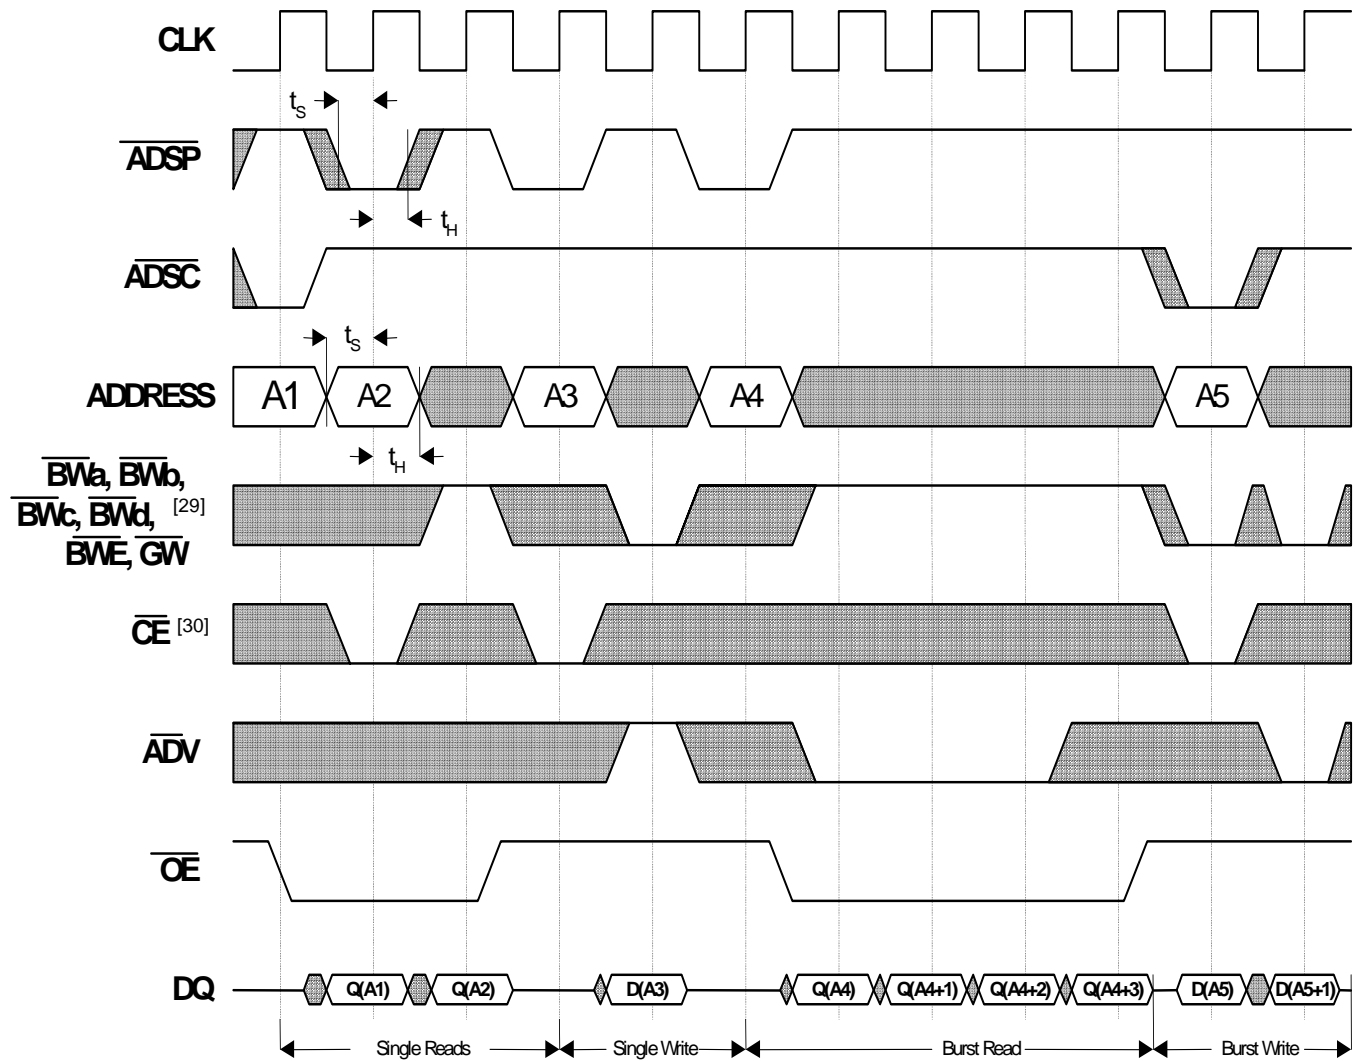 CLK
tS
ADSP
tH
ADSC
tS
ADDRESS
A1 A2 A3 A4 A5
tH
BWa, BWb,
BWc, BWd, [29]
BWE, GW
CE [30]
ADV
OE
DQ
Q(A1) Q(A2) D(A3) Q(A4) Q(A4+1) Q(A4+2) Q(A4+3) D(A5) D(A5+1)
Single Reads Single Write Burst Read Burst Write